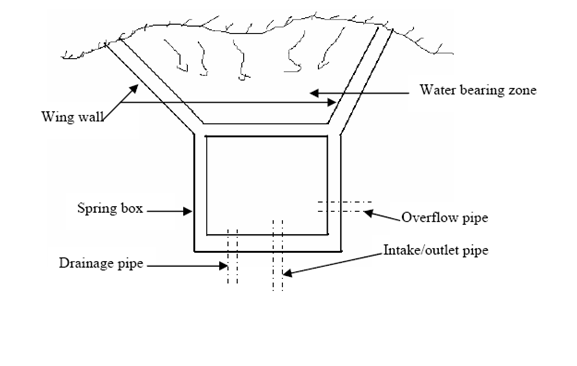 Water bearing zone
Wing wall
Spring box
Overflow pipe
Intake/outlet pipe
Drainage pipe